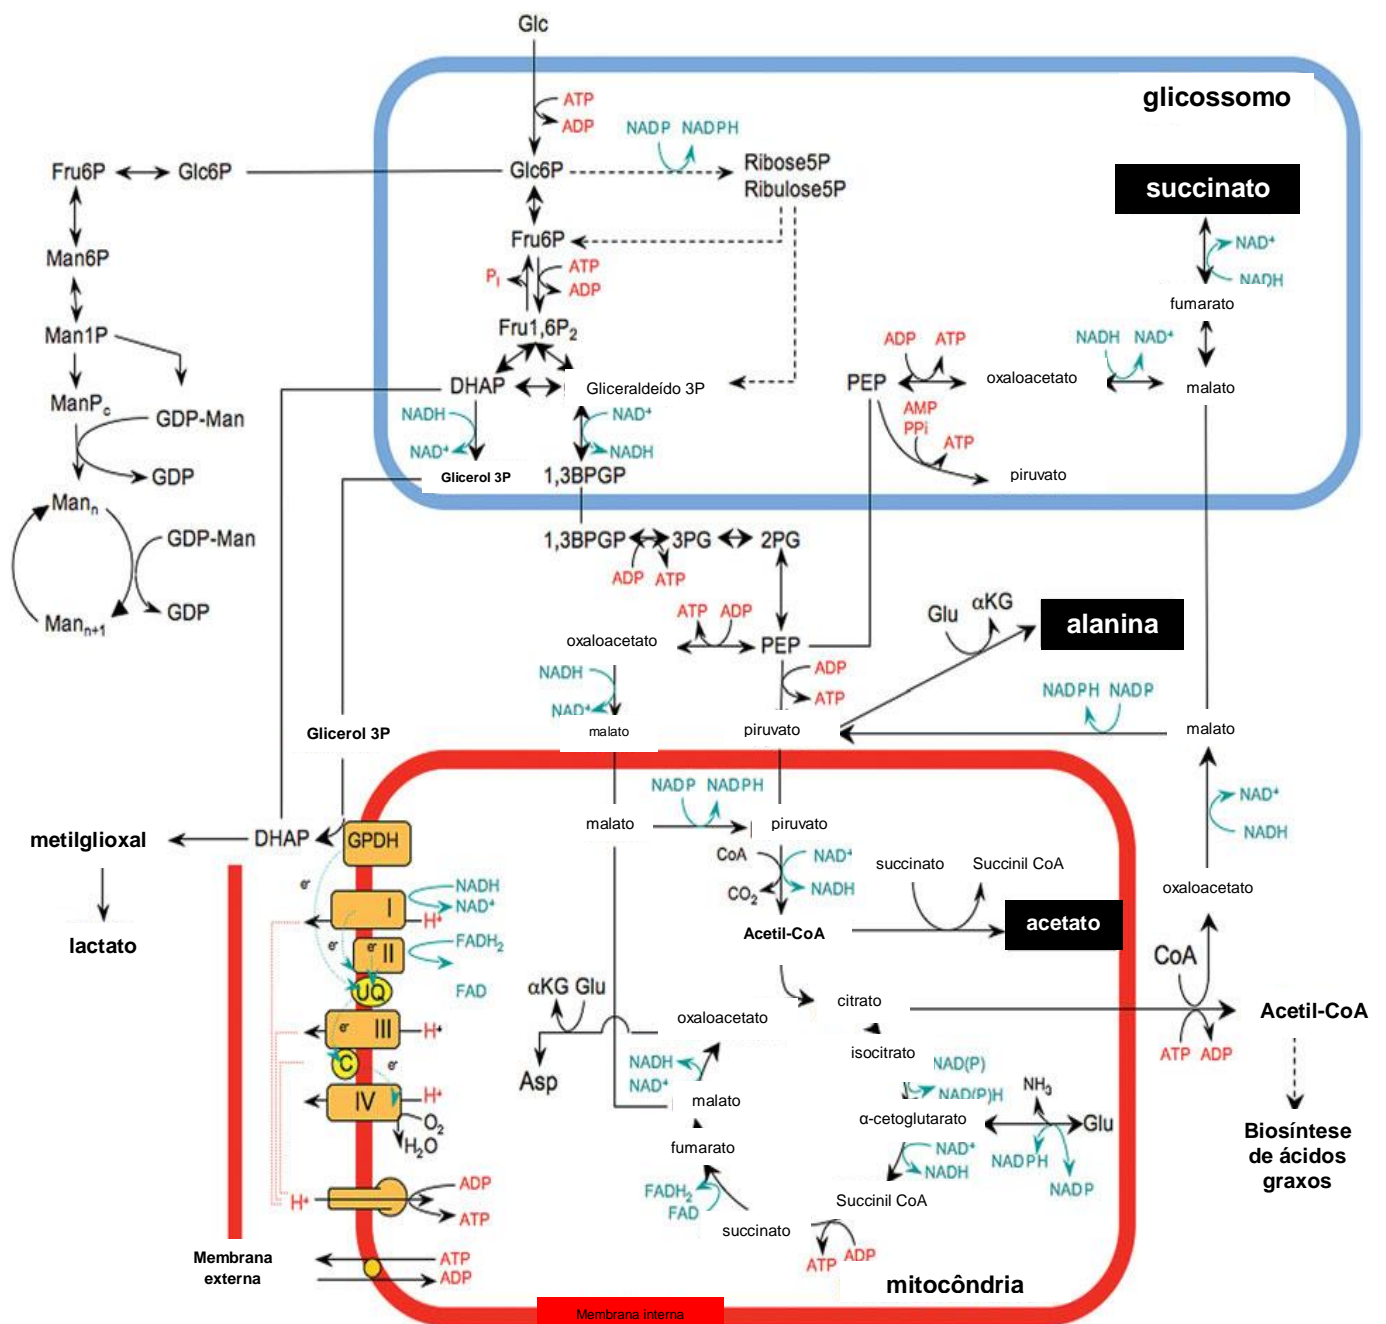 Glc
glicossomo
ATP
ADP
NADP NADPH
Fru6P
Glc6P
Glc6P
Ribose5P
Ribulose5P
succinato
NAD⁺
NADH
Fru6P
Man6P
Pi
ATP
ADP
fumarato
Man1P
Fru1,6P₂
ADP ATP
NADH NAD⁺
DHAP
Gliceraldeído 3P
PEP
oxaloacetato
malato
ManPc
GDP-Man
NADH
NAD⁺
NAD⁺
NADH
AMP
PPi
ATP
GDP
Glicerol 3P
1,3BPGP
piruvato
Manₙ
GDP-Man
1,3BPGP
3PG
2PG
ADP ATP
GDP
Manₙ₊₁
Glu
αKG
alanina
ATP ADP
oxaloacetato
PEP
NADH
NAD⁺
ADP
ATP
NADPH NADP
Glicerol 3P
malato
piruvato
malato
NADP NADPH
NAD⁺
NADH
metilglioxal
DHAP
GPDH
malato
piruvato
CoA
CO₂
NAD⁺
NADH
succinato
Succinil CoA
e-
NADH
NAD⁺
I
H⁺
oxaloacetato
lactato
Acetil-CoA
acetato
e-
e-
II
FADH₂
FAD
CoA
UQ
αKG Glu
citrato
Acetil-CoA
oxaloacetato
e-
III
H⁺
isocitrato
ATP ADP
C
e-
Asp
NADH
NAD⁺
NAD(P)
NAD(P)H
NH₃
IV
H⁺
O₂
H₂O
malato
α-cetoglutarato
Glu
fumarato
NAD⁺
NADH
NADPH
NADP
Biosíntese
de ácidos
graxos
H⁺
ADP
ATP
FADH₂
FAD
Succinil CoA
succinato
ATP
ADP
Membrana
externa
ATP
ADP
mitocôndria
Membrana interna